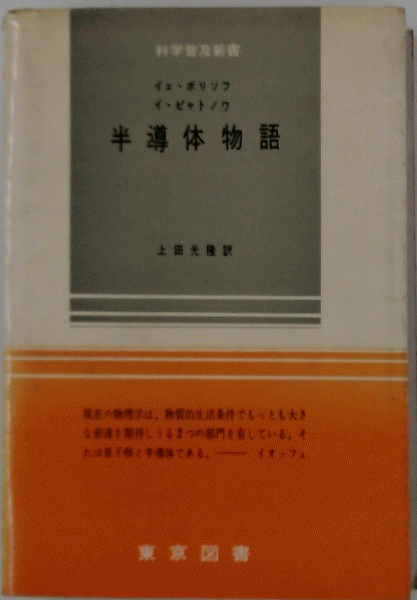 科学普及新書
イェ・ボリソフ
イ・ピャトノワ
半導体物語
上田光隆訳
現在の物理学は、物質的生活条件でもっとも大き
な前進を期待しうる2つの部門を有している。そ
れは原子核と半導体である。—— イオッフェ
東京図書